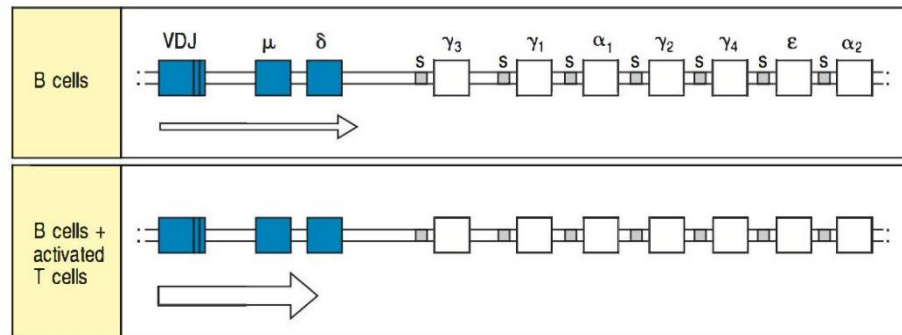 VDJ μ δ γ3 γ1 α1 γ2 γ4 ε α2
S S S S S S S
B cells
B cells +
activated
T cells